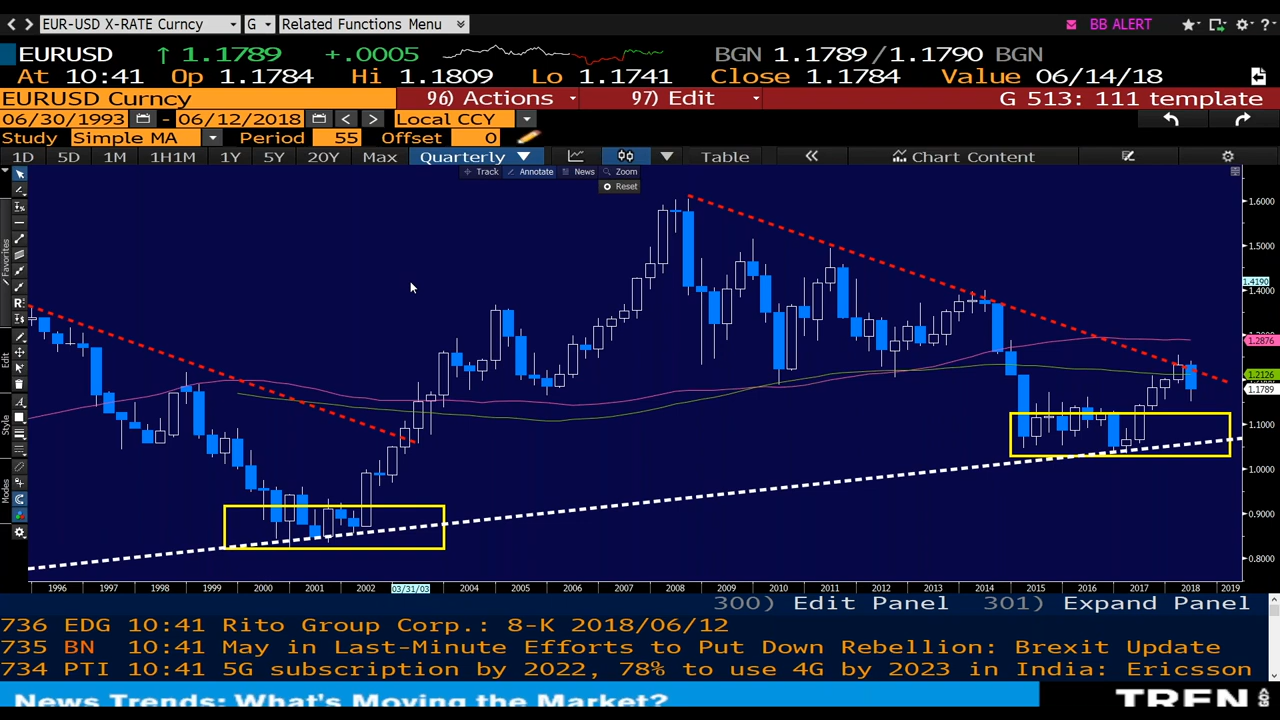 EUR-USD X-RATE Curncy G Related Functions Menu BB ALERT
EURUSD ↑ 1.1789 +.0005 BGN 1.1789/1.1790 BGN
At 10:41 Op 1.1784 Hi 1.1809 Lo 1.1741 Close 1.1784 Value 06/14/18
EURUSD Curncy 96) Actions 97) Edit G 513: 111 template
06/30/1993 - 06/12/2018 Local CCY
Study Simple MA Period 55 Offset 0
1D 5D 1M 1H1M 1Y 5Y 20Y Max Quarterly Table « Chart Content
Track Annotate News Zoom
Reset
Favorites
Edit
Style
Modes
1.6000
1.5000
1.4190
1.4000
1.2876
1.2126
1.1789
1.1000
1.0000
0.9000
0.8000
1996 1997 1998 1999 2000 2001 2002 03/31/03 2004 2005 2006 2007 2008 2009 2010 2011 2012 2013 2014 2015 2016 2017 2018 2019
300) Edit Panel 301) Expand Panel
736 EDG 10:41 Rito Group Corp.: 8-K 2018/06/12
735 BN 10:41 May in Last-Minute Efforts to Put Down Rebellion: Brexit Update
734 PTI 10:41 5G subscription by 2022, 78% to use 4G by 2023 in India: Ericsson
News Trends: What's Moving the Market?
TREN